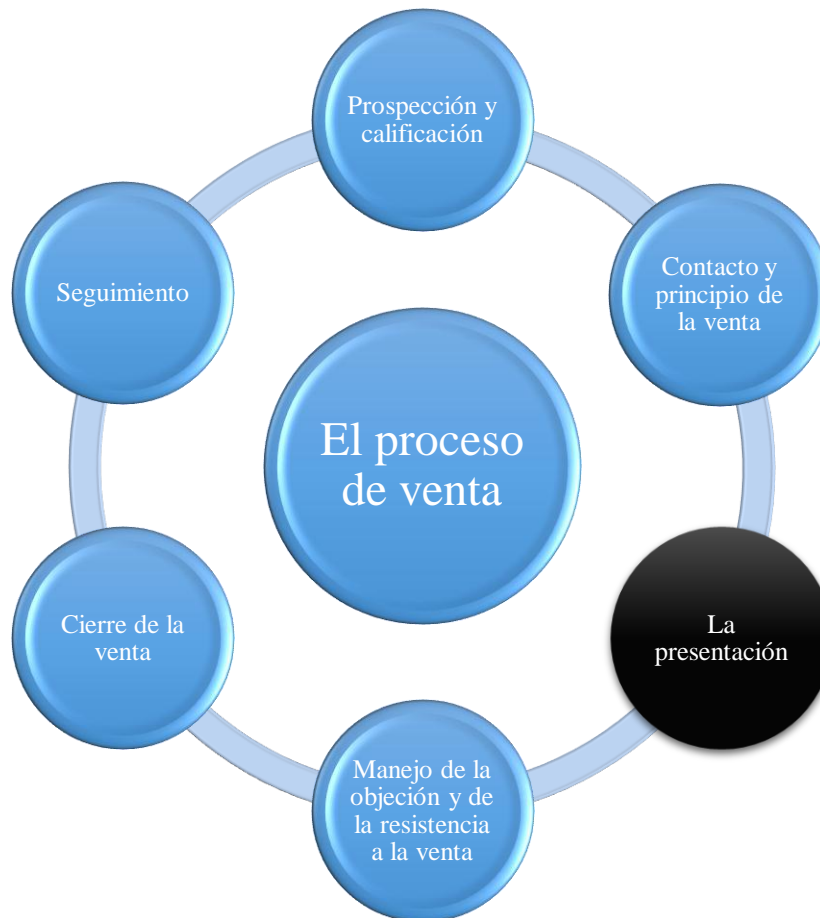 Prospección y
calificación
Contacto y
principio de
la venta
La
presentación
Manejo de la
objeción y de
la resistencia
a la venta
Cierre de la
venta
Seguimiento
El proceso
de venta